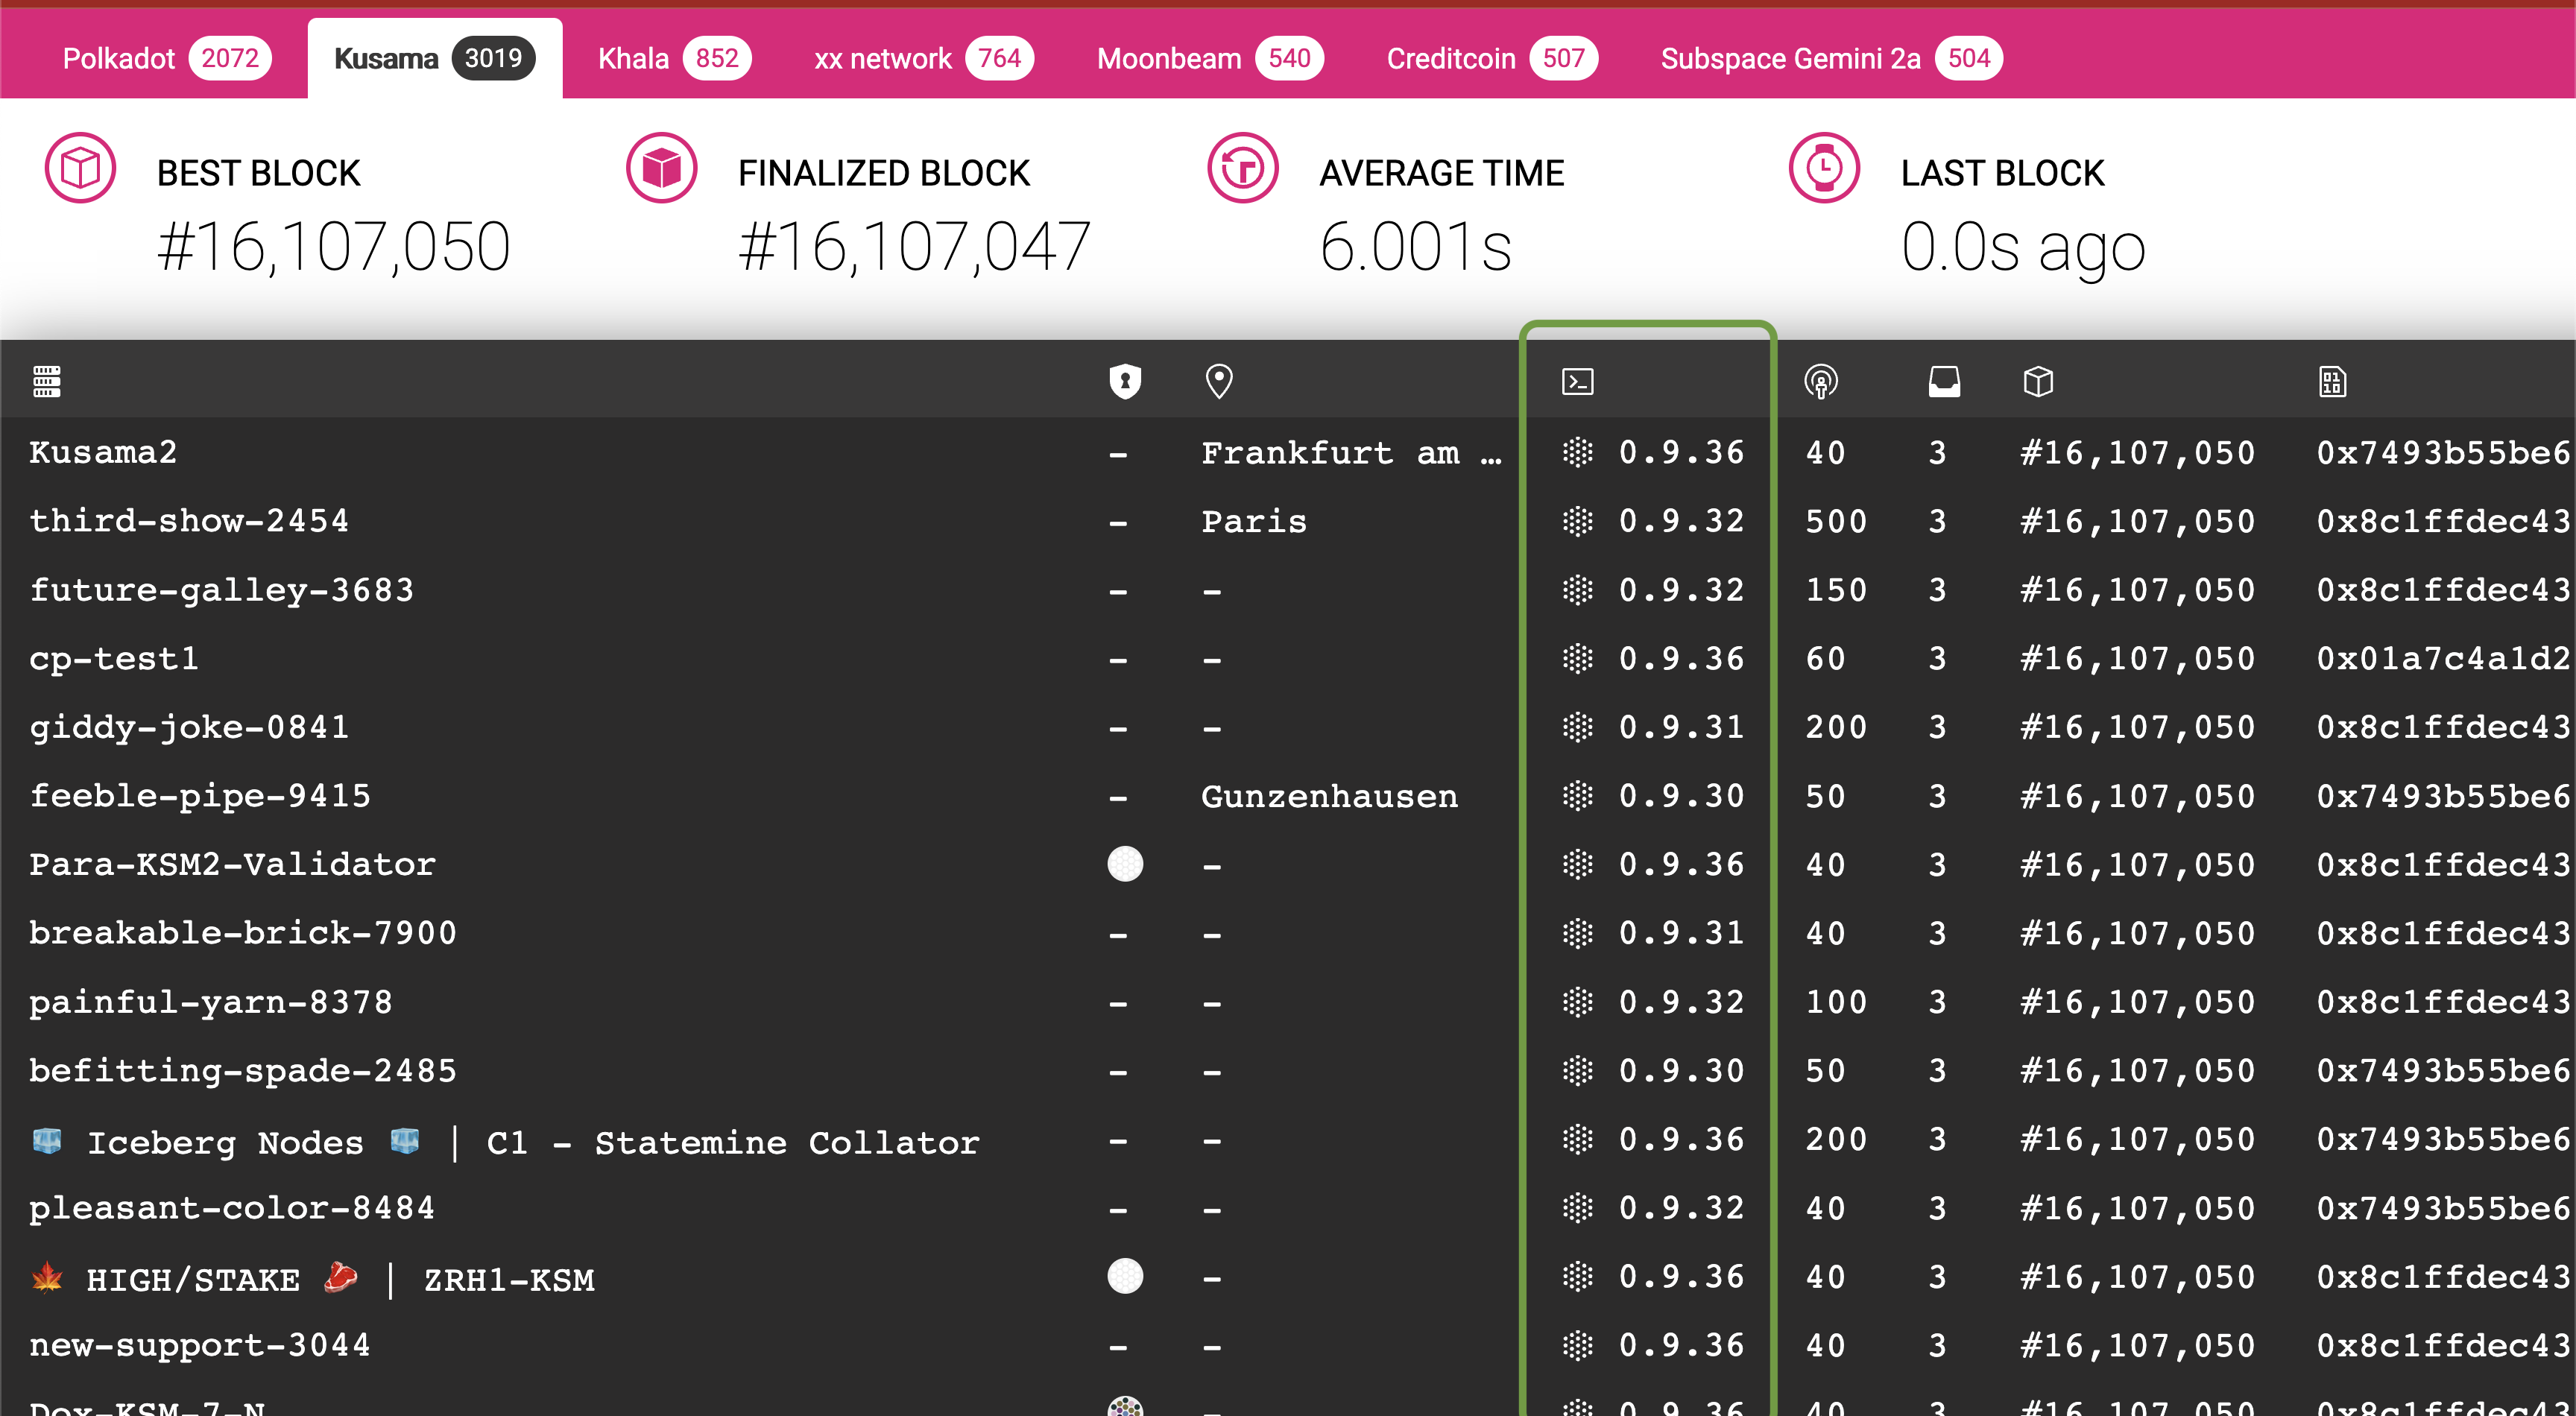 Polkadot 2072 Kusama 3019 Khala 852 xx network 764 Moonbeam 540 Creditcoin 507 Subspace Gemini 2a 504
BEST BLOCK FINALIZED BLOCK AVERAGE TIME LAST BLOCK
#16,107,050 #16,107,047 6.001s 0.0s ago
Kusama2 – Frankfurt am … 0.9.36 40 3 #16,107,050 0x7493b55be6
third-show-2454 – Paris 0.9.32 500 3 #16,107,050 0x8c1ffdec43
future-galley-3683 – – 0.9.32 150 3 #16,107,050 0x8c1ffdec43
cp-test1 – – 0.9.36 60 3 #16,107,050 0x01a7c4a1d2
giddy-joke-0841 – – 0.9.31 200 3 #16,107,050 0x8c1ffdec43
feeble-pipe-9415 – Gunzenhausen 0.9.30 50 3 #16,107,050 0x7493b55be6
Para-KSM2-Validator – 0.9.36 40 3 #16,107,050 0x8c1ffdec43
breakable-brick-7900 – – 0.9.31 40 3 #16,107,050 0x8c1ffdec43
painful-yarn-8378 – – 0.9.32 100 3 #16,107,050 0x8c1ffdec43
befitting-spade-2485 – – 0.9.30 50 3 #16,107,050 0x7493b55be6
🧊 Iceberg Nodes 🧊 | C1 - Statemine Collator – – 0.9.36 200 3 #16,107,050 0x7493b55be6
pleasant-color-8484 – – 0.9.32 40 3 #16,107,050 0x7493b55be6
🍁 HIGH/STAKE 🥩 | ZRH1-KSM – 0.9.36 40 3 #16,107,050 0x8c1ffdec43
new-support-3044 – – 0.9.36 40 3 #16,107,050 0x8c1ffdec43
Dox-KSM-7-N – 0.9.36 40 3 #16,107,050 0x8c1ffdec43